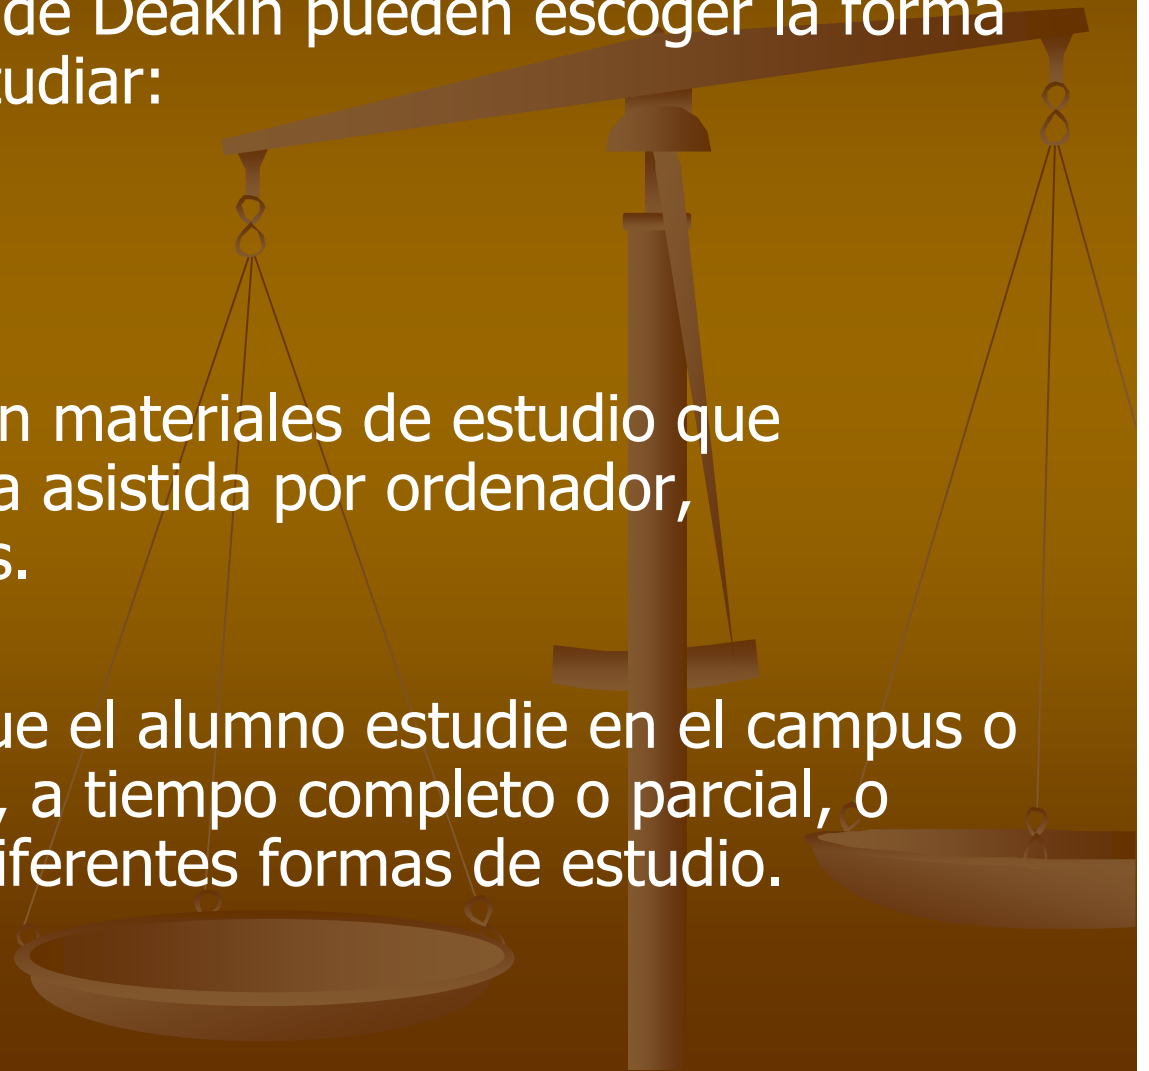 de Deakin pueden escoger la forma
tudiar:
n materiales de estudio que
a asistida por ordenador,
s.
ue el alumno estudie en el campus o
, a tiempo completo o parcial, o
iferentes formas de estudio.